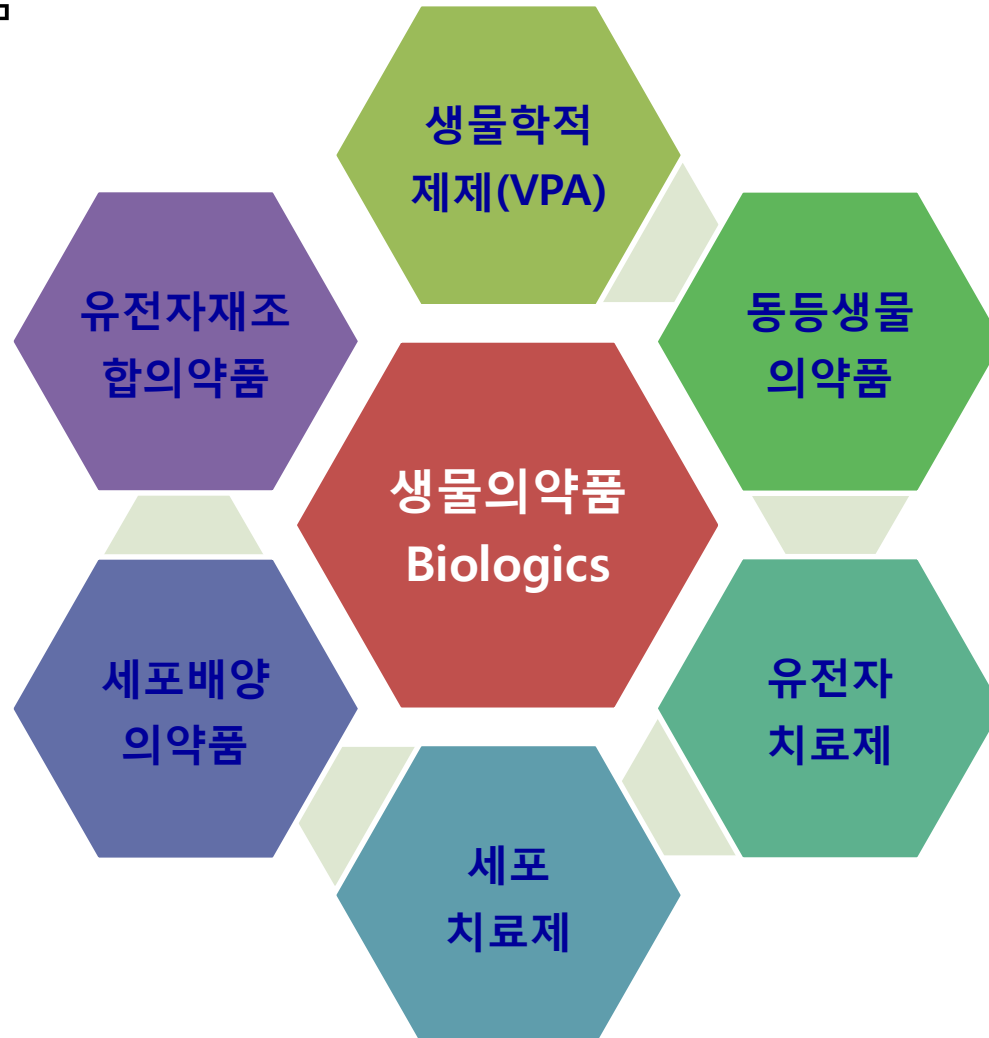 생물학적
제제(VPA)
동등생물
의약품
유전자
치료제
세포
치료제
세포배양
의약품
유전자재조
합의약품
생물의약품
Biologics